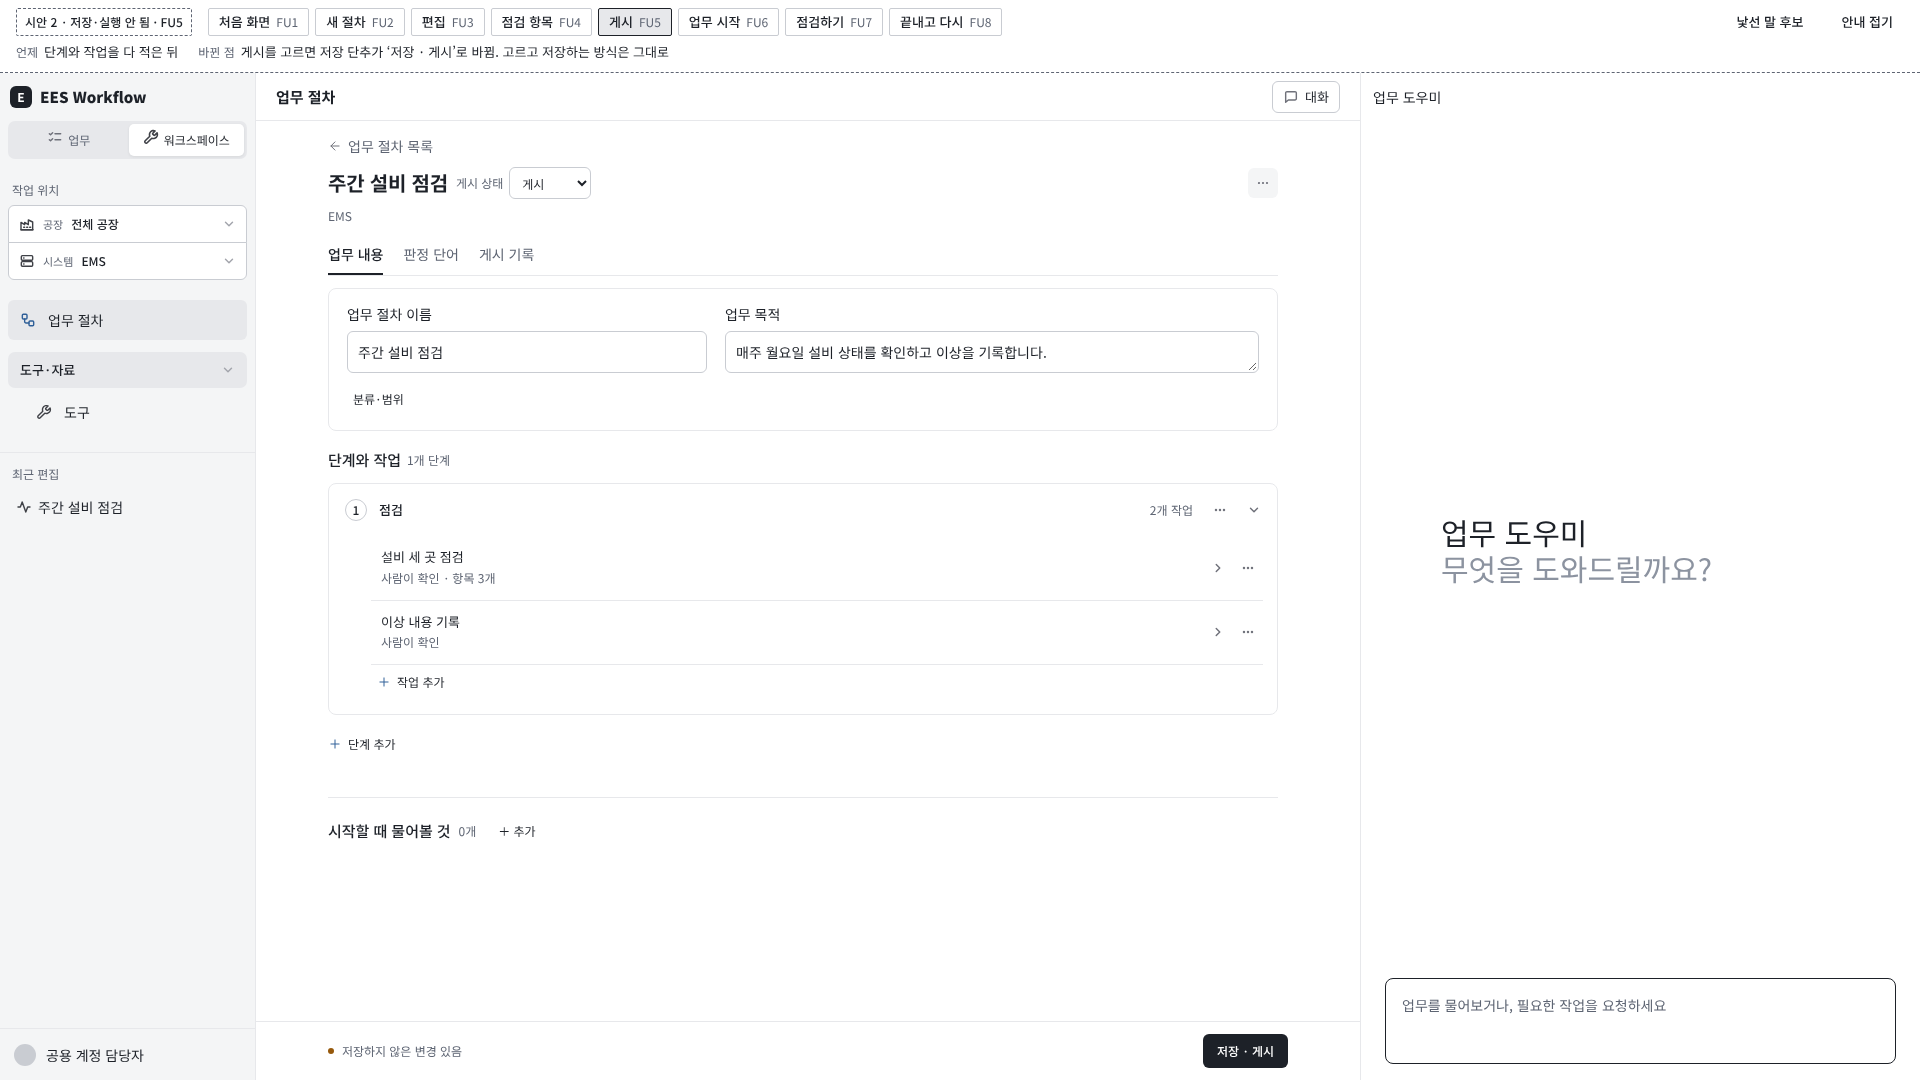 시안 2 · 저장·실행 안 됨 · FU5
처음 화면 FU1
새 절차 FU2
편집 FU3
점검 항목 FU4
게시 FU5
업무 시작 FU6
점검하기 FU7
끝내고 다시 FU8
낯선 말 후보
안내 접기
언제 단계와 작업을 다 적은 뒤
바뀐 점 게시를 고르면 저장 단추가 ‘저장 · 게시’로 바뀜. 고르고 저장하는 방식은 그대로
E EES Workflow
업무
워크스페이스
작업 위치
공장 전체 공장
시스템 EMS
업무 절차
도구·자료
도구
최근 편집
주간 설비 점검
공용 계정 담당자
업무 절차
대화
업무 절차 목록
주간 설비 점검 게시 상태 게시
EMS
업무 내용
판정 단어
게시 기록
업무 절차 이름
주간 설비 점검
업무 목적
매주 월요일 설비 상태를 확인하고 이상을 기록합니다.
분류·범위
단계와 작업 1개 단계
1 점검
2개 작업
설비 세 곳 점검
사람이 확인 · 항목 3개
이상 내용 기록
사람이 확인
작업 추가
단계 추가
시작할 때 물어볼 것 0개
추가
저장하지 않은 변경 있음
저장 · 게시
업무 도우미
업무 도우미
무엇을 도와드릴까요?
업무를 물어보거나, 필요한 작업을 요청하세요